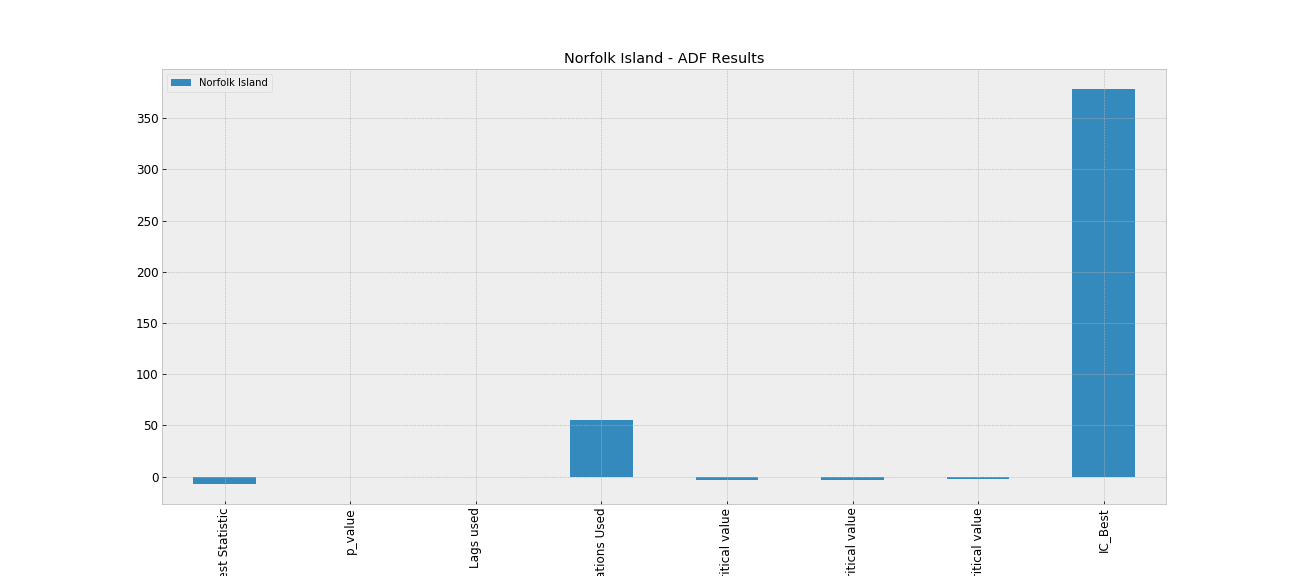 Norfolk Island - ADF Results
Norfolk Island
350
300
250
200
150
100
50
0
est Statistic
p_value
Lags used
ations Used
ritical value
ritical value
ritical value
IC_Best